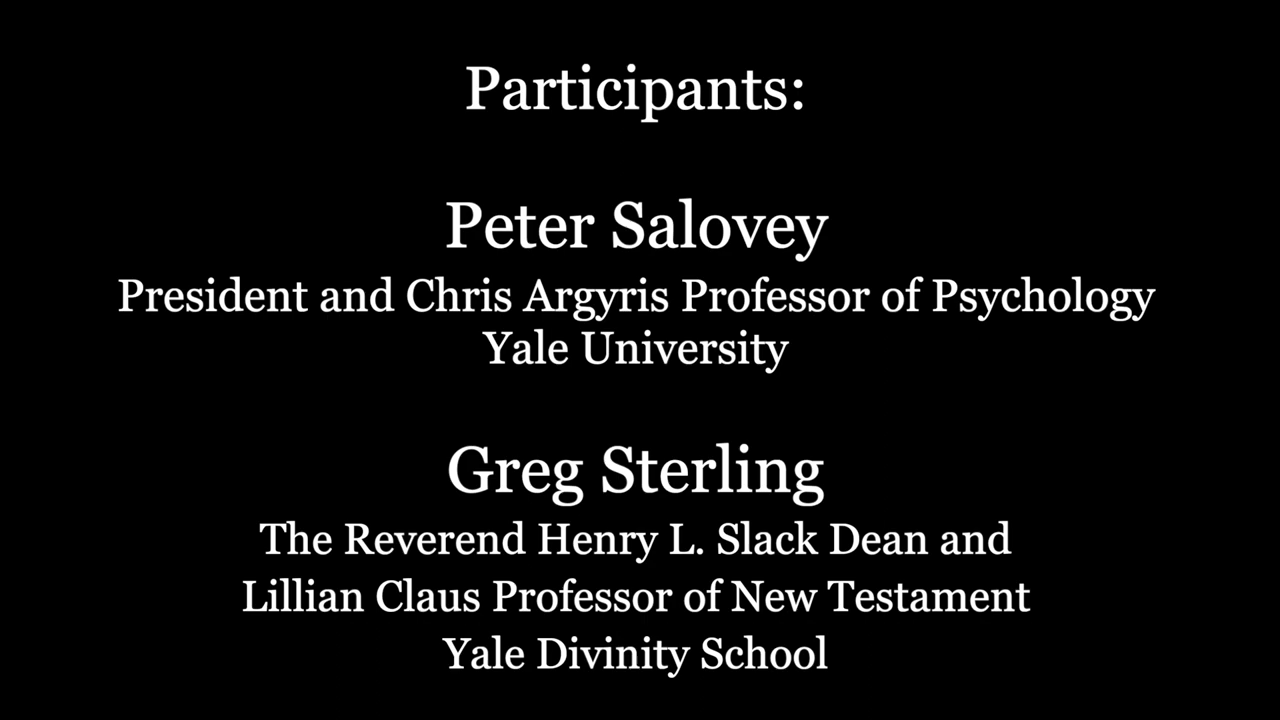 Participants:
Peter Salovey
President and Chris Argyris Professor of Psychology
Yale University
Greg Sterling
The Reverend Henry L. Slack Dean and
Lillian Claus Professor of New Testament
Yale Divinity School